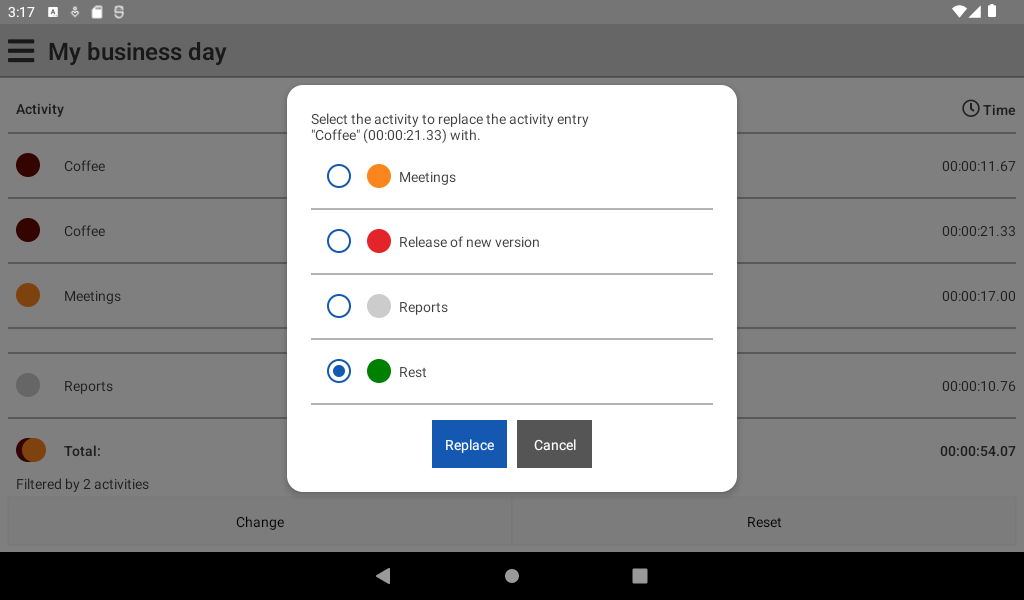 3:17
My business day
Activity
Time
Coffee
00:00:11.67
Coffee
00:00:21.33
Meetings
00:00:17.00
Reports
00:00:10.76
Total:
00:00:54.07
Filtered by 2 activities
Change
Reset
Select the activity to replace the activity entry
"Coffee" (00:00:21.33) with.
Meetings
Release of new version
Reports
Rest
Replace
Cancel